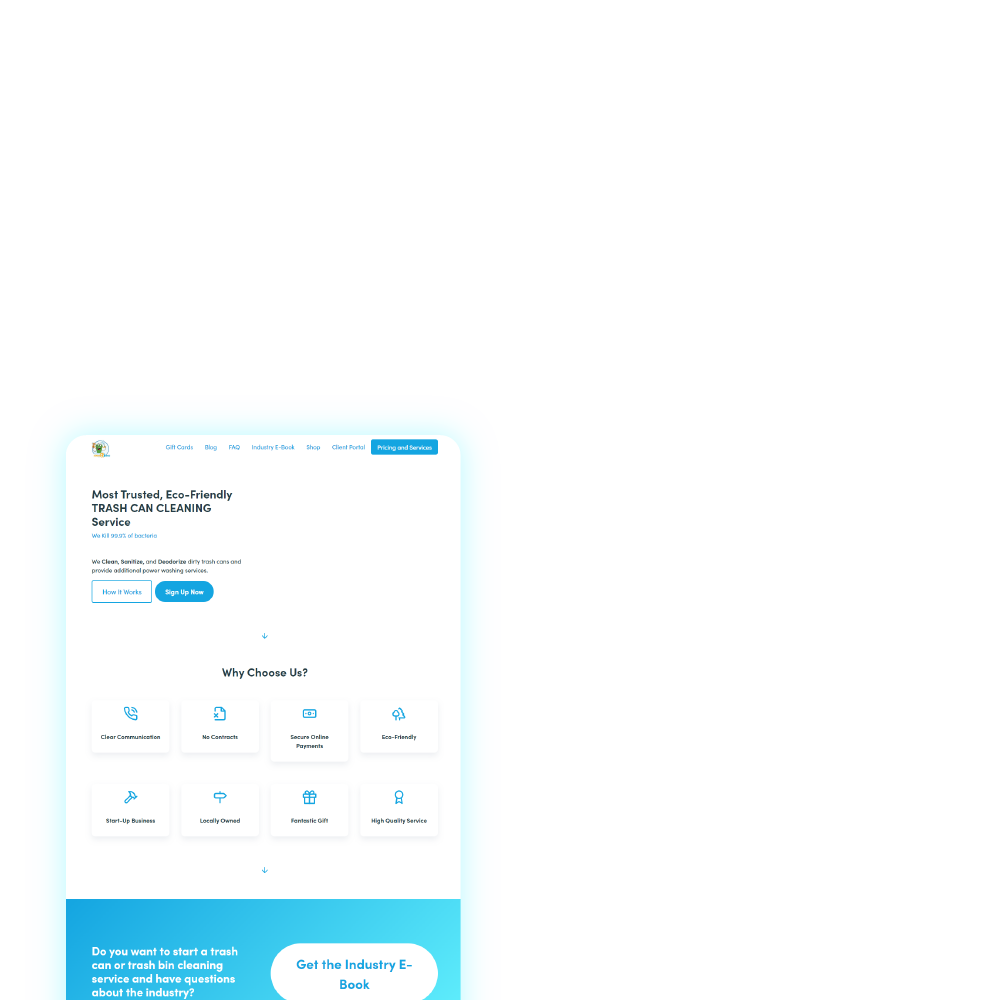 Gift Cards Blog FAQ Industry E-Book Shop Client Portal Pricing and Services
Most Trusted, Eco-Friendly
TRASH CAN CLEANING
Service
We Kill 99.9% of bacteria
We Clean, Sanitize, and Deodorize dirty trash cans and
provide additional power washing services.
How It Works Sign Up Now
Why Choose Us?
Clear Communication No Contracts Secure Online
Payments
Eco-Friendly
Start-Up Business Locally Owned Fantastic Gift High Quality Service
Do you want to start a trash
can or trash bin cleaning
service and have questions
about the industry?
Get the Industry E-
Book